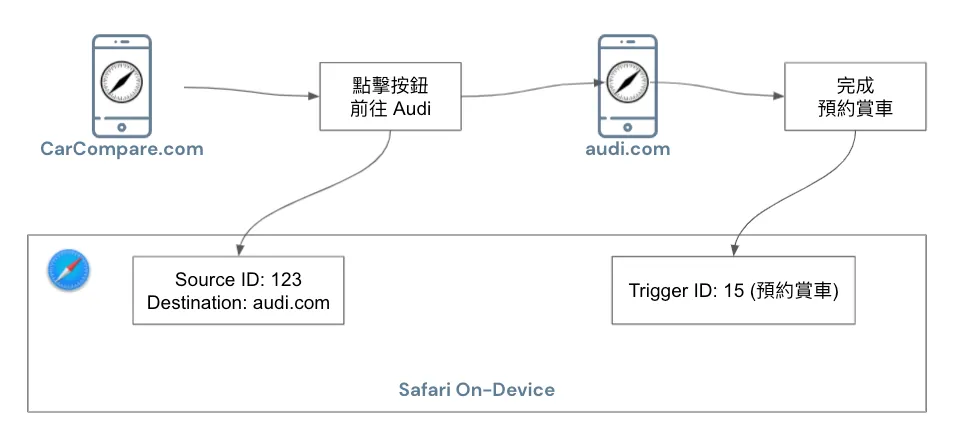 點擊按鈕
前往 Audi
完成
預約賞車
CarCompare.com
audi.com
Source ID: 123
Destination: audi.com
Trigger ID: 15 (預約賞車)
Safari On-Device